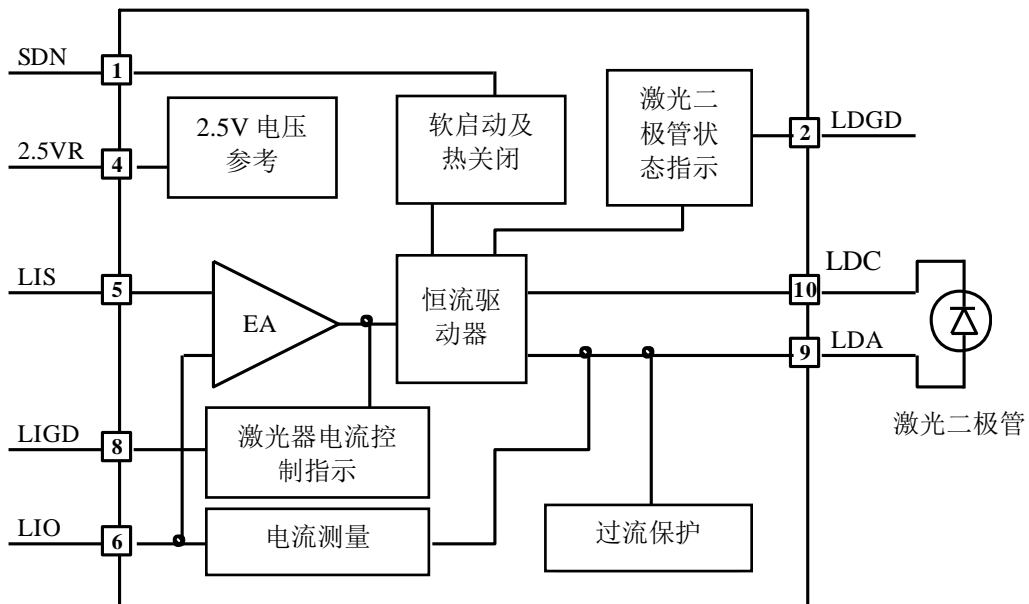 SDN
1
2.5VR
4
2.5V 电压
参考
软启动及
热关闭
激光二
极管状
态指示
2
LDGD
LIS
5
EA
恒流驱
动器
LDC
10
9
LDA
激光二极管
LIGD
8
激光器电流控
制指示
LIO
6
电流测量
过流保护